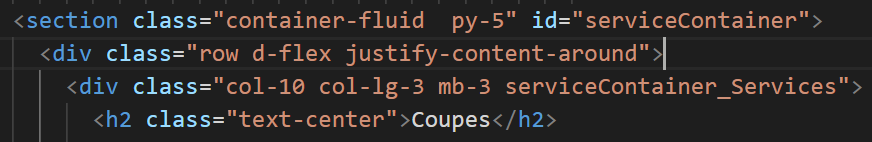 <section class="container-fluid  py-5" id="serviceContainer">
<div class="row d-flex justify-content-around">
<div class="col-10 col-lg-3 mb-3 serviceContainer_Services">
<h2 class="text-center">Coupes</h2>